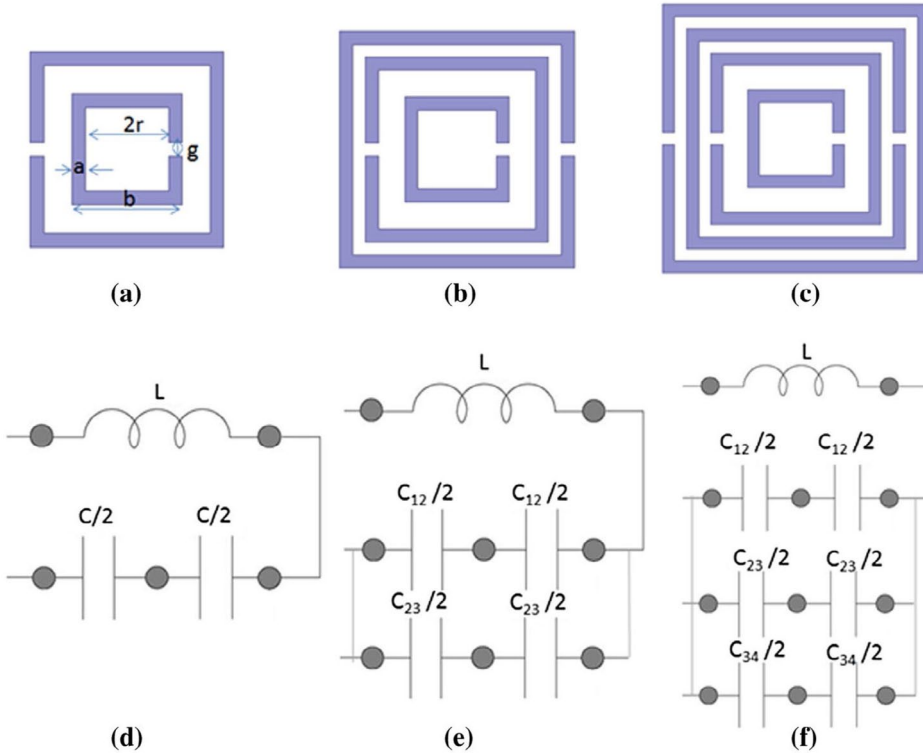 2r
g
a
b
(a)
(b)
(c)
L
C/2
C/2
(d)
L
C₁₂/2
C₁₂/2
C₂₃/2
C₂₃/2
(e)
L
C₁₂/2
C₁₂/2
C₂₃/2
C₂₃/2
C₃₄/2
C₃₄/2
(f)